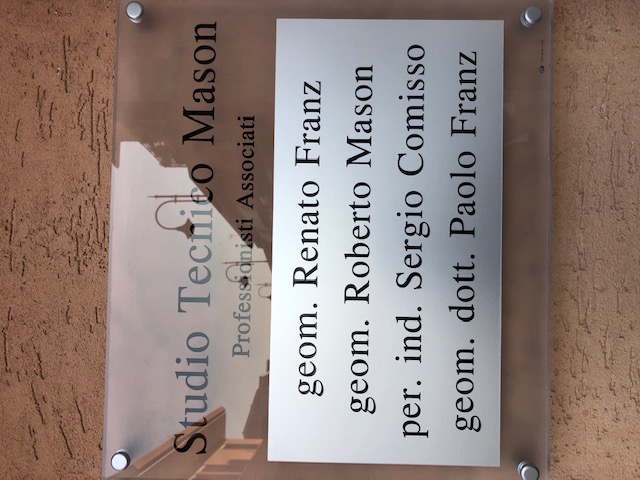 Studio Tecnico Mason
Professionisti Associati
geom. Renato Franz
geom. Roberto Mason
per. ind. Sergio Comisso
geom. dott. Paolo Franz